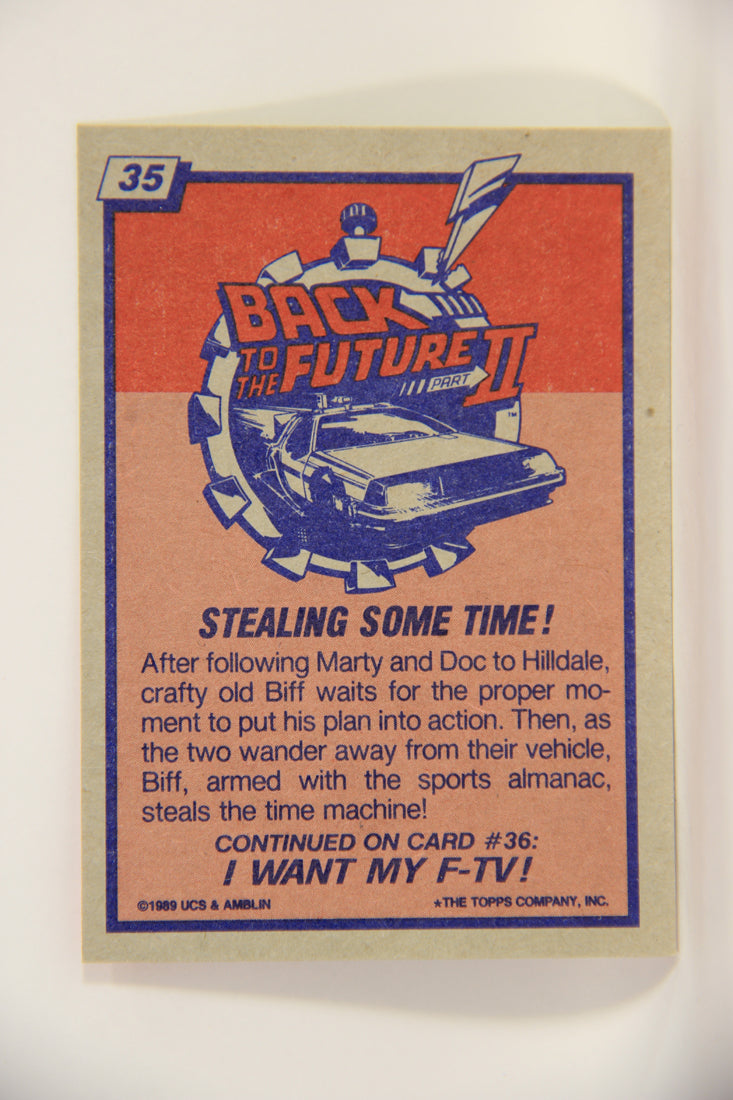 35
BACK
TO
THE FUTURE II
PART
™
STEALING SOME TIME!
After following Marty and Doc to Hilldale,
crafty old Biff waits for the proper mo-
ment to put his plan into action. Then, as
the two wander away from their vehicle,
Biff, armed with the sports almanac,
steals the time machine!
CONTINUED ON CARD #36:
I WANT MY F-TV!
©1989 UCS & AMBLIN
★THE TOPPS COMPANY, INC.